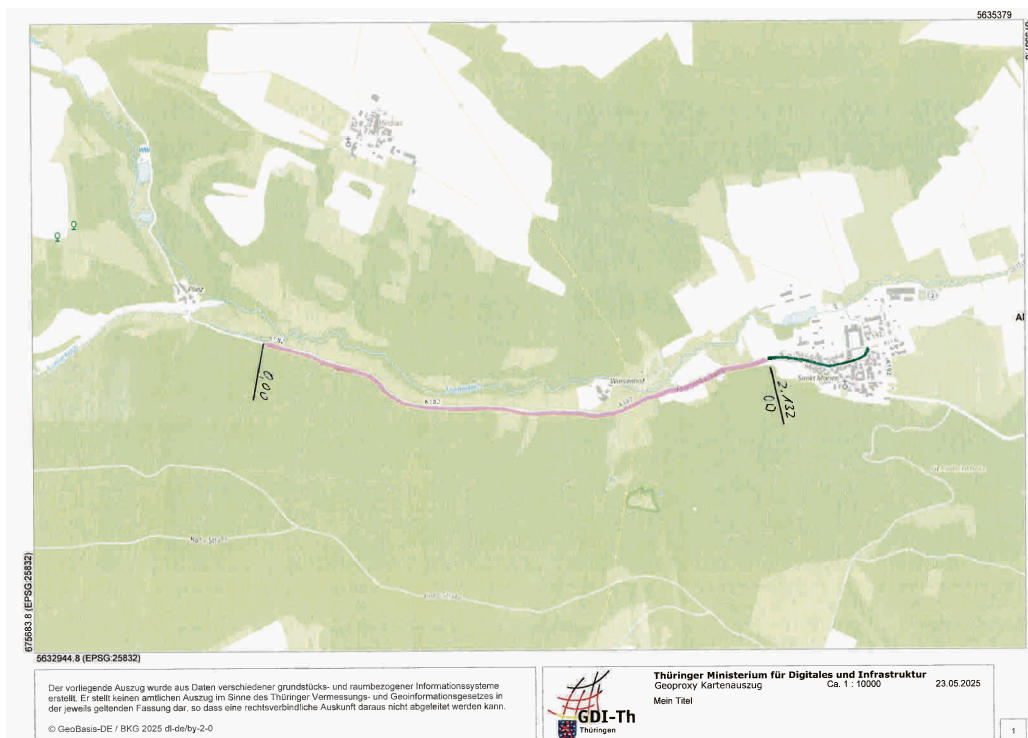 5635379
Plinz
Wiesenhof
K182
Sankt Marien
0,00
2.132
00
Al
675683.8 (EPSG:25832)
5632944.8 (EPSG:25832)
Der vorliegende Auszug wurde aus Daten verschiedener grundstücks- und raumbezogener Informationssysteme
erstellt. Er stellt keinen amtlichen Auszug im Sinne des Thüringer Vermessungs- und Geoinformationsgesetzes in
der jeweils geltenden Fassung dar, so dass eine rechtsverbindliche Auskunft daraus nicht abgeleitet werden kann.
© GeoBasis-DE / BKG 2025 dl-de/by-2-0
GDI-Th
Thüringen
Thüringer Ministerium für Digitales und Infrastruktur
Geoproxy Kartenauszug
Ca. 1 : 10000
23.05.2025
Mein Titel
1